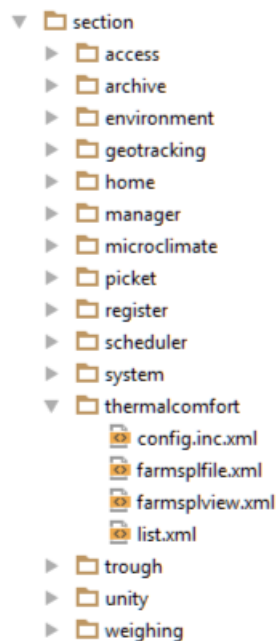 section
access
archive
environment
geotracking
home
manager
microclimate
picket
register
scheduler
system
thermalcomfort
config.inc.xml
farmsplfile.xml
farmsplview.xml
list.xml
trough
unity
weighing